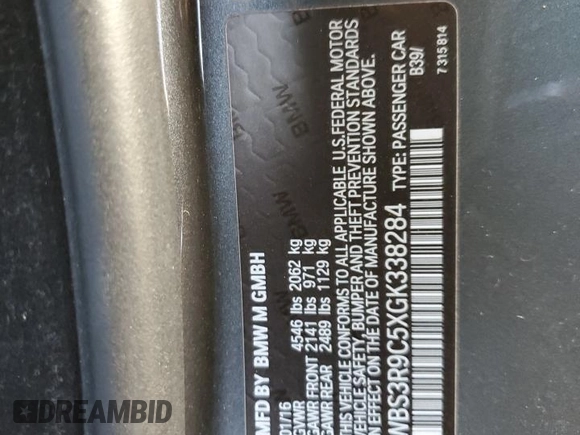 MFD BY BMW M GMBH
01/16
GVWR 4546 lbs 2062 kg
GAWR FRONT 2141 lbs 971 kg
GAWR REAR 2489 lbs 1129 kg
THIS VEHICLE CONFORMS TO ALL APPLICABLE U.S. FEDERAL MOTOR
VEHICLE SAFETY, BUMPER AND THEFT PREVENTION STANDARDS
IN EFFECT ON DATE OF MANUFACTURE SHOWN ABOVE.
WBS3R9C5XGK338284 TYPE: PASSENGER CAR
B39/
7 315 814
BMW
BMW
DREAMBID